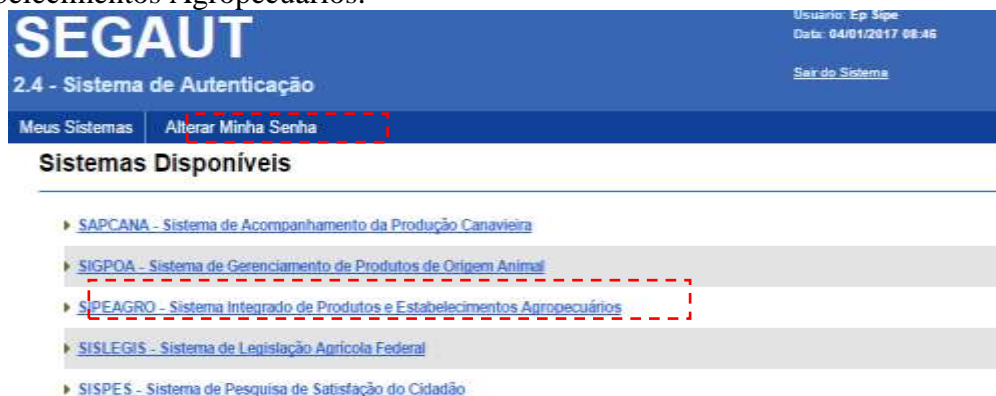 elecimentos Agropecuários.
SEGAUT
Usuário: Ep Sipe
Data: 04/01/2017 08:46
Sair do Sistema
2.4 - Sistema de Autenticação
Meus Sistemas
Alterar Minha Senha
Sistemas Disponíveis
SAPCANA - Sistema de Acompanhamento da Produção Canavieira
SIGPOA - Sistema de Gerenciamento de Produtos de Origem Animal
SIPEAGRO - Sistema Integrado de Produtos e Estabelecimentos Agropecuários
SISLEGIS - Sistema de Legislação Agrícola Federal
SISPES - Sistema de Pesquisa de Satisfação do Cidadão